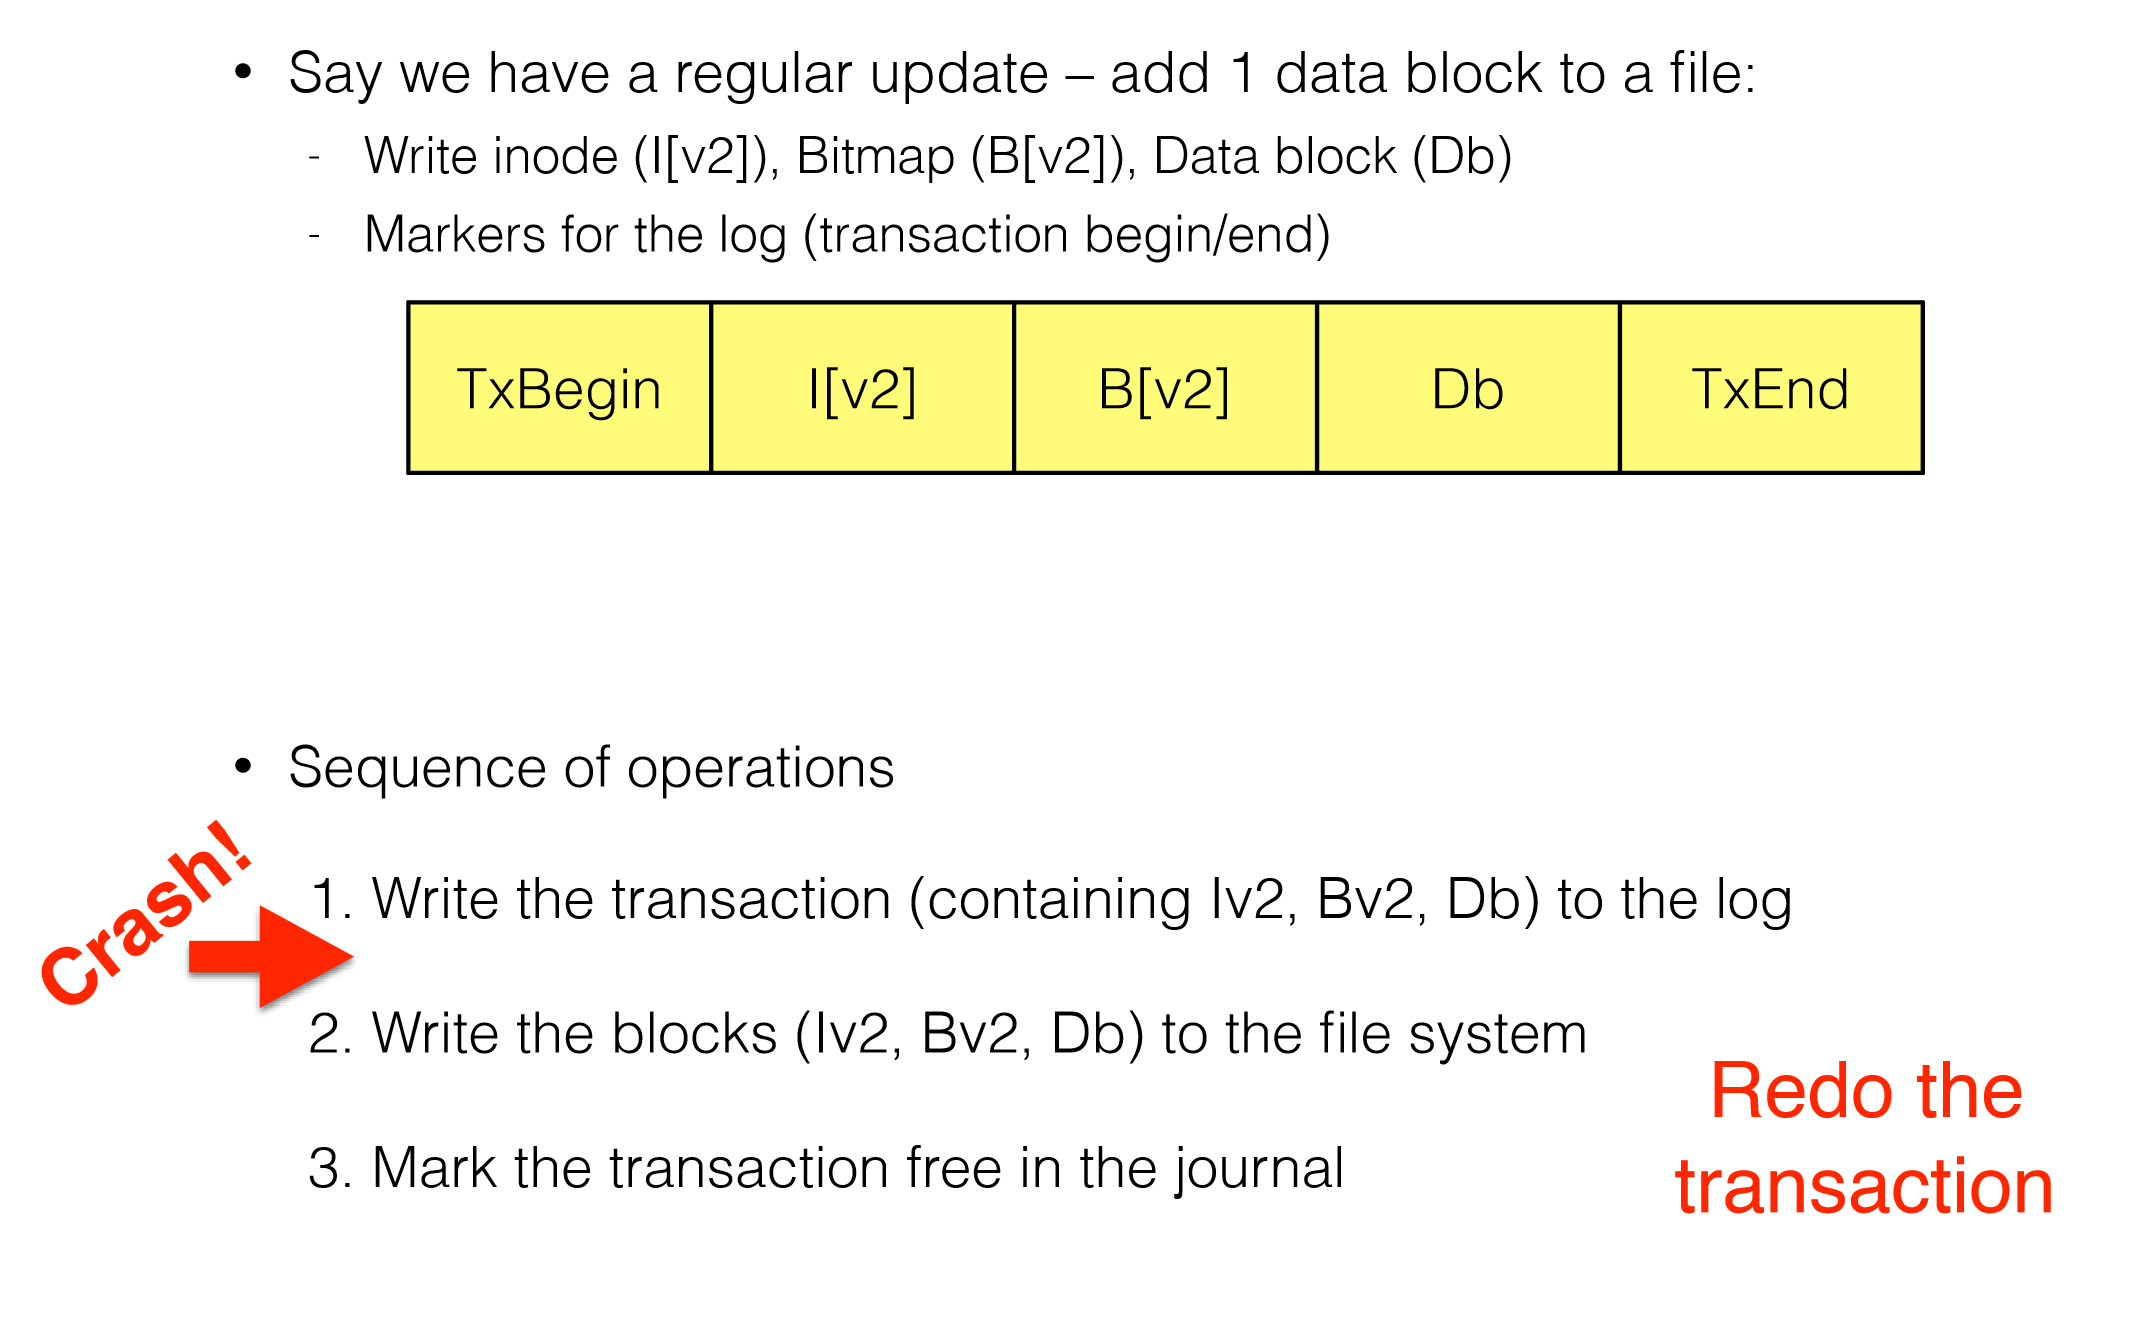 • Say we have a regular update – add 1 data block to a file:
- Write inode (I[v2]), Bitmap (B[v2]), Data block (Db)
- Markers for the log (transaction begin/end)
TxBegin I[v2] B[v2] Db TxEnd
• Sequence of operations
Crash!
1. Write the transaction (containing Iv2, Bv2, Db) to the log
2. Write the blocks (Iv2, Bv2, Db) to the file system
3. Mark the transaction free in the journal
Redo the
transaction